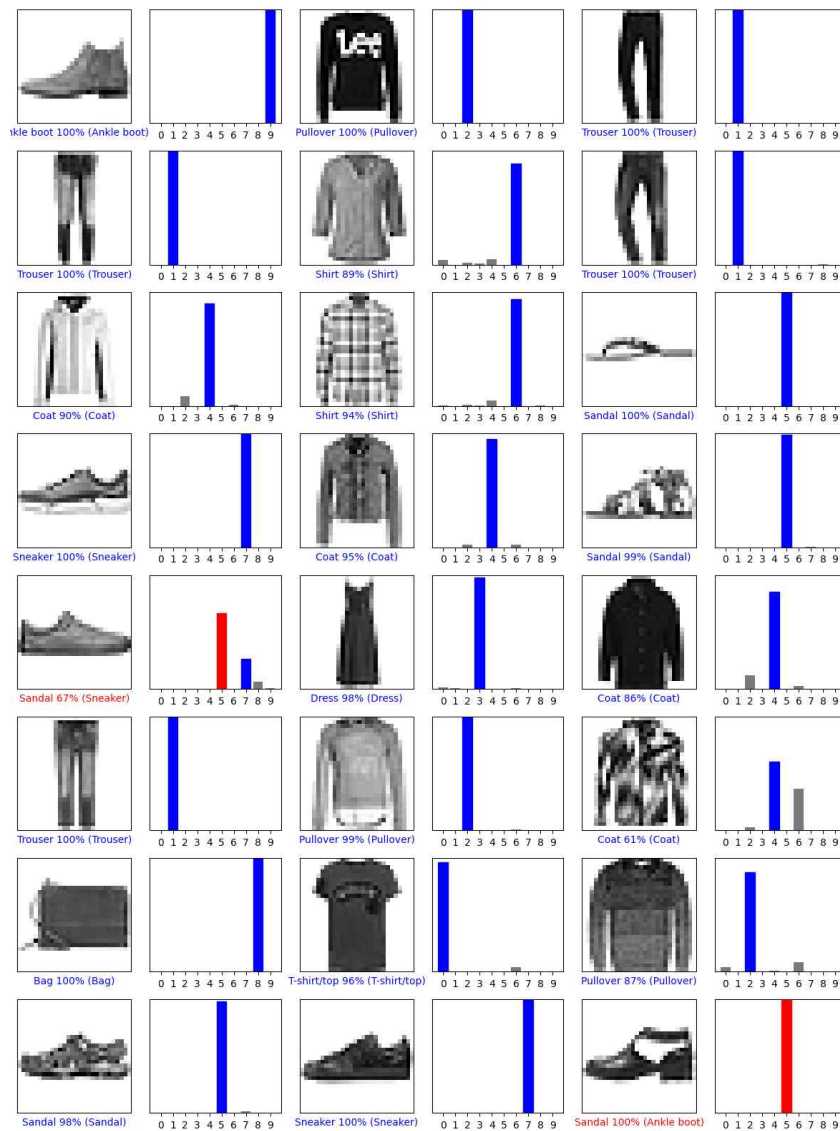 Lee
0 1 2 3 4 5 6 7 8 9 0 1 2 3 4 5 6 7 8 9 0 1 2 3 4 5 6 7 8 9
nkle boot 100% (Ankle boot) Pullover 100% (Pullover) Trouser 100% (Trouser)
0 1 2 3 4 5 6 7 8 9 0 1 2 3 4 5 6 7 8 9 0 1 2 3 4 5 6 7 8 9
Trouser 100% (Trouser) Shirt 89% (Shirt) Trouser 100% (Trouser)
0 1 2 3 4 5 6 7 8 9 0 1 2 3 4 5 6 7 8 9 0 1 2 3 4 5 6 7 8 9
Coat 90% (Coat) Shirt 94% (Shirt) Sandal 100% (Sandal)
0 1 2 3 4 5 6 7 8 9 0 1 2 3 4 5 6 7 8 9 0 1 2 3 4 5 6 7 8 9
Sneaker 100% (Sneaker) Coat 95% (Coat) Sandal 99% (Sandal)
0 1 2 3 4 5 6 7 8 9 0 1 2 3 4 5 6 7 8 9 0 1 2 3 4 5 6 7 8 9
Sandal 67% (Sneaker) Dress 98% (Dress) Coat 86% (Coat)
0 1 2 3 4 5 6 7 8 9 0 1 2 3 4 5 6 7 8 9 0 1 2 3 4 5 6 7 8 9
Trouser 100% (Trouser) Pullover 99% (Pullover) Coat 61% (Coat)
0 1 2 3 4 5 6 7 8 9 0 1 2 3 4 5 6 7 8 9 0 1 2 3 4 5 6 7 8 9
Bag 100% (Bag) T-shirt/top 96% (T-shirt/top) Pullover 87% (Pullover)
0 1 2 3 4 5 6 7 8 9 0 1 2 3 4 5 6 7 8 9 0 1 2 3 4 5 6 7 8 9
Sandal 98% (Sandal) Sneaker 100% (Sneaker) Sandal 100% (Ankle boot)